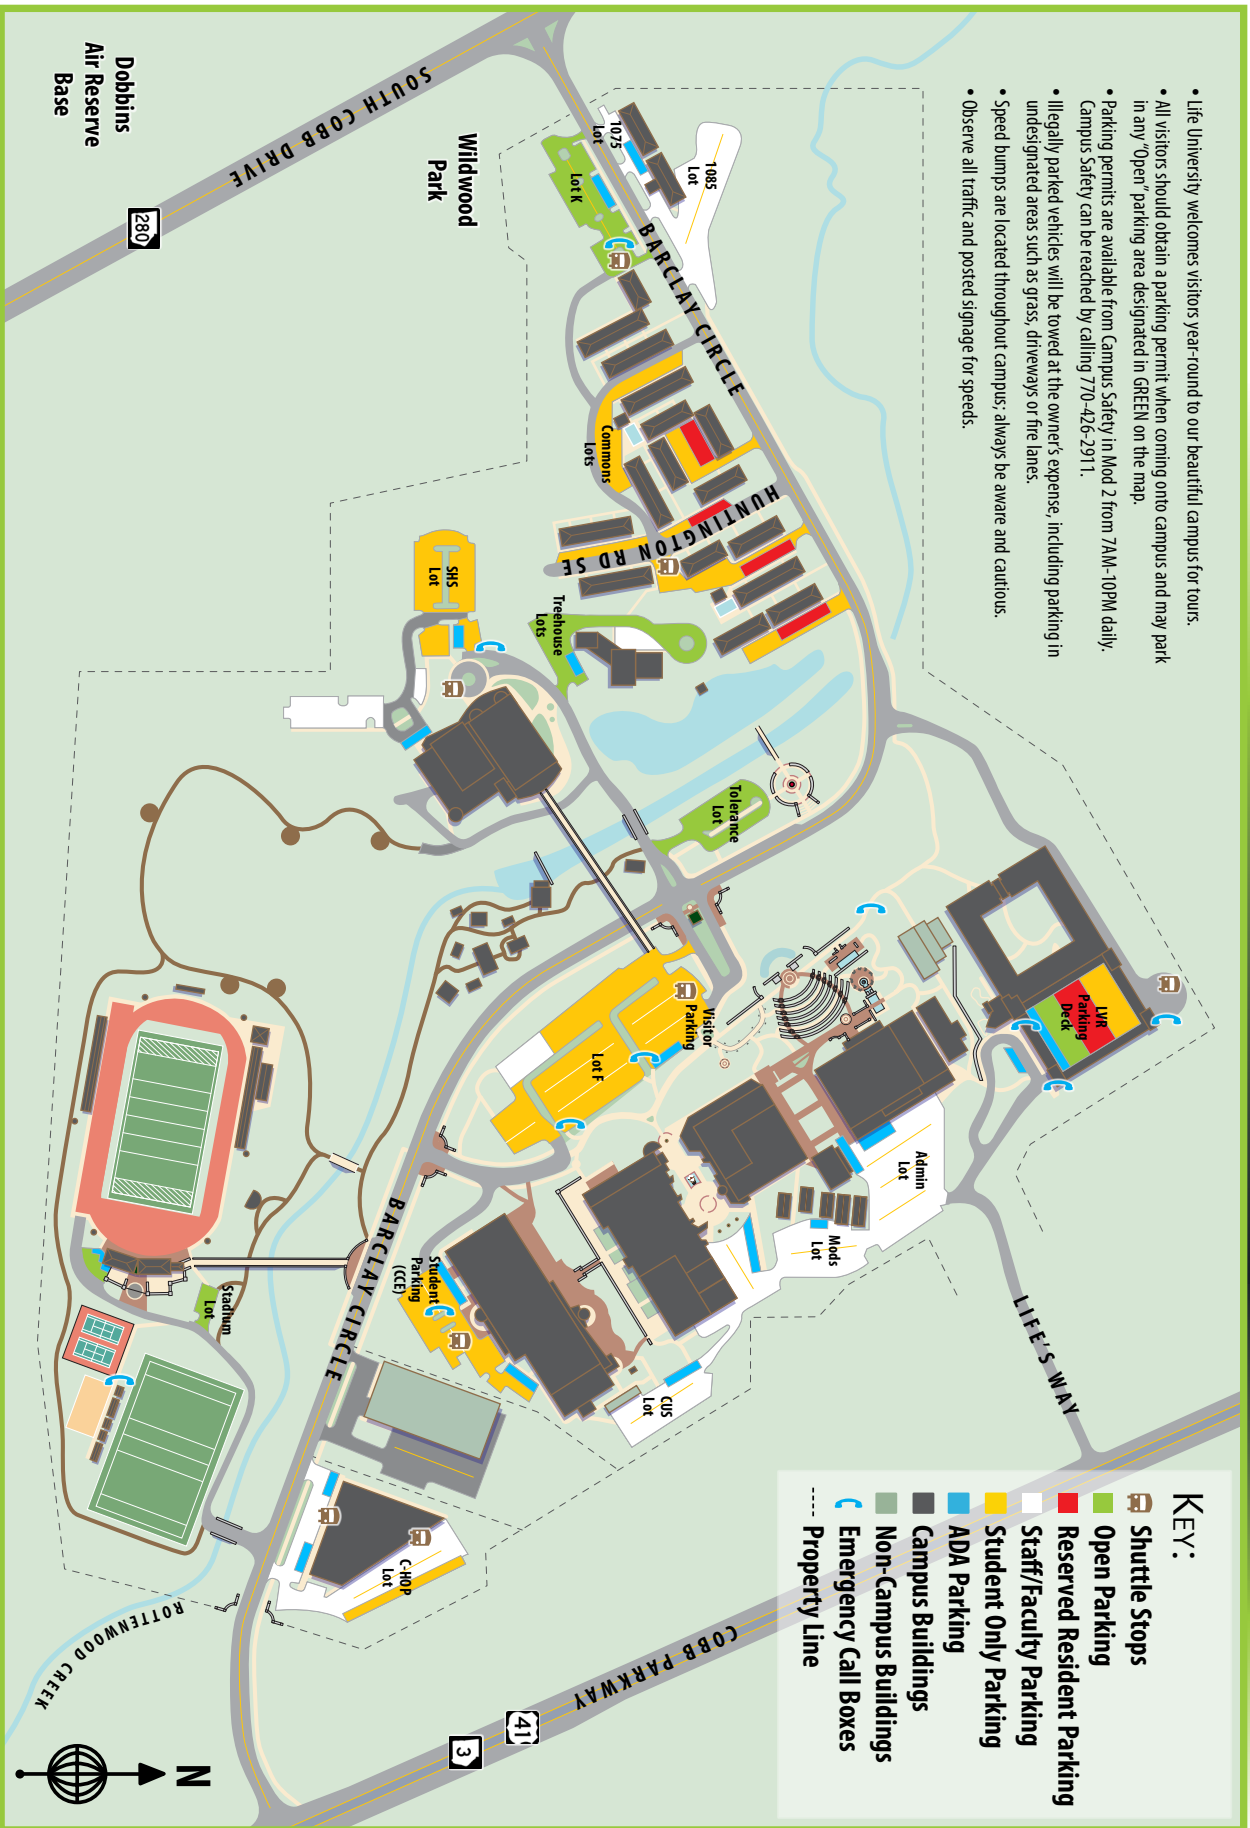 • Life University welcomes visitors year-round to our beautiful campus for tours.
• All visitors should obtain a parking permit when coming onto campus and may park
in any "Open" parking area designated in GREEN on the map.
• Parking permits are available from Campus Safety in Mod 2 from 7AM-10PM daily.
Campus Safety can be reached by calling 770-426-2911.
• Illegally parked vehicles will be towed at the owner's expense, including parking in
undesignated areas such as grass, driveways or fire lanes.
• Speed bumps are located throughout campus; always be aware and cautious.
• Observe all traffic and posted signage for speeds.
KEY:
Shuttle Stops
Open Parking
Reserved Resident Parking
Staff/Faculty Parking
Student Only Parking
ADA Parking
Campus Buildings
Non-Campus Buildings
Emergency Call Boxes
Property Line
1085
Lot
1075
Lot
Lot K
BARCLAY CIRCLE
Wildwood
Park
SOUTH COBB DRIVE
280
Dobbins
Air Reserve
Base
Commons
Lots
HUNTINGTON RD SE
SHS
Lot
Treehouse
Lots
Tolerance
Lot
LVR
Parking
Deck
Visitor
Parking
Lot F
Admin
Lot
Mods
Lot
LIFE'S WAY
Student
Parking
(CCE)
CUS
Lot
BARCLAY CIRCLE
Stadium
Lot
C-HOP
Lot
COBB PARKWAY
41
3
ROTTENWOOD CREEK
N